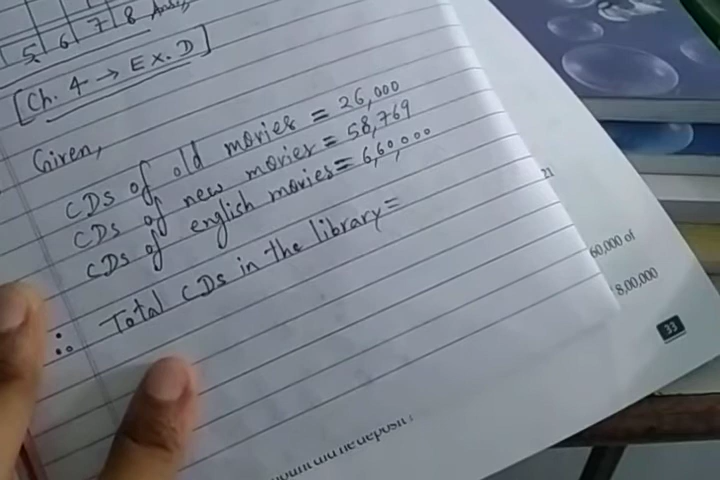 5 6 7 8
[Ch. 4 → Ex. D]
Given,
CDs of old movies = 26,000
CDs of new movies = 58,769
CDs of english movies = 6,60,000
∴ Total CDs in the library =
21
60,000 of
8,00,000
33